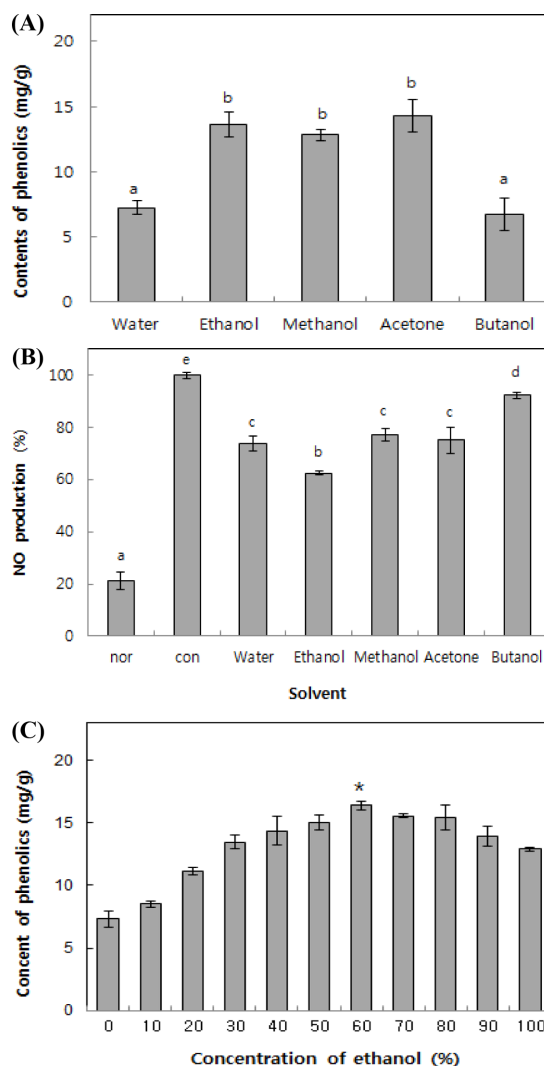 (A)
Contents of phenolics (mg/g)
20
15
10
5
0
a
b
b
b
a
Water Ethanol Methanol Acetone Butanol
(B)
NO production (%)
100
80
60
40
20
0
a
e
c
b
c
c
d
nor con Water Ethanol Methanol Acetone Butanol
Solvent
(C)
Concent of phenolics (mg/g)
20
15
10
5
0
*
0 10 20 30 40 50 60 70 80 90 100
Concentration of ethanol (%)